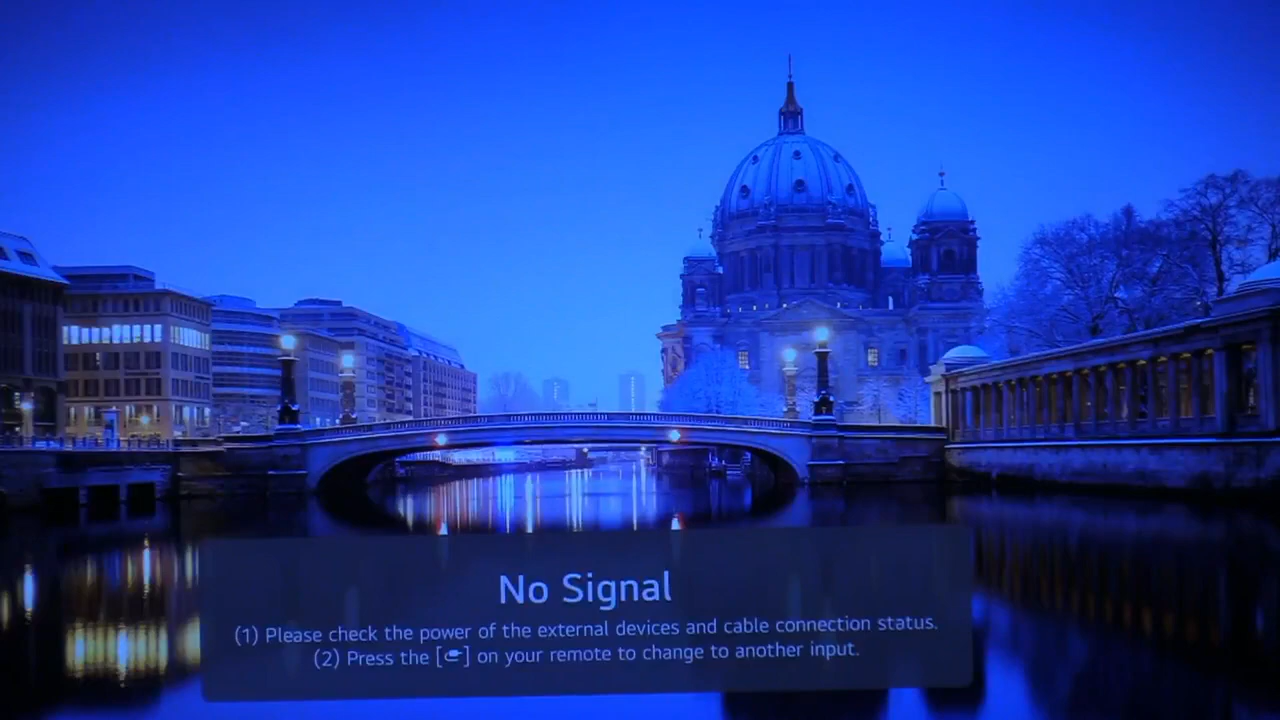 No Signal
(1) Please check the power of the external devices and cable connection status.
(2) Press the [] on your remote to change to another input.